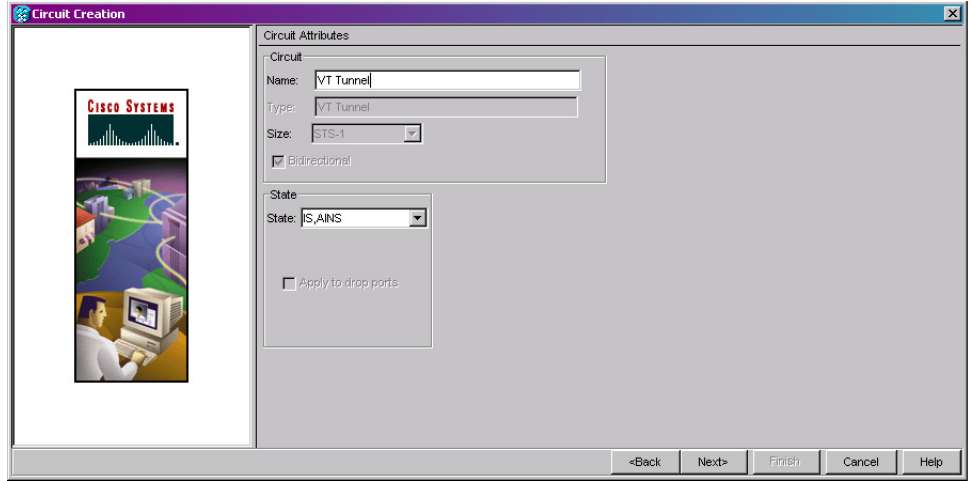 Circuit Creation
CISCO SYSTEMS
Circuit Attributes
Circuit
Name: VT Tunnel
Type: VT Tunnel
Size: STS-1
Bidirectional
State
State: IS,AINS
Apply to drop ports
<Back Next> Finish Cancel Help